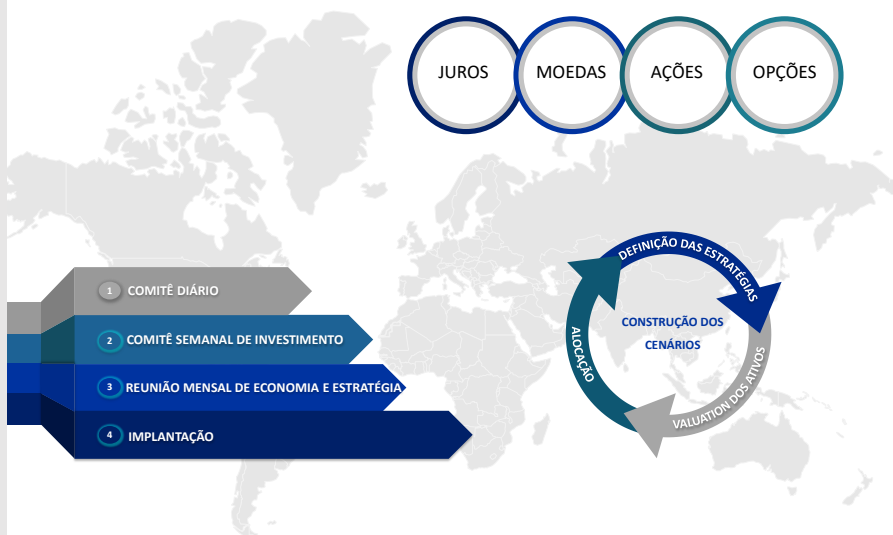 JUROS
MOEDAS
AÇÕES
OPÇÕES
1 COMITÊ DIÁRIO
2 COMITÊ SEMANAL DE INVESTIMENTO
3 REUNIÃO MENSAL DE ECONOMIA E ESTRATÉGIA
4 IMPLANTAÇÃO
DEFINIÇÃO DAS ESTRATÉGIAS
CONSTRUÇÃO DOS
CENÁRIOS
VALUATION DOS ATIVOS
ALOCAÇÃO